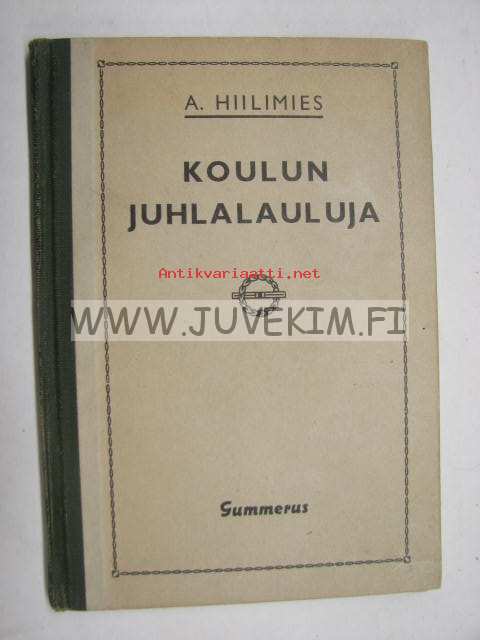 A. HIILIMIES
KOULUN
JUHLALAULUJA
Antikvariaatti.net
WWW.JUVEKIM.FI
Gummerus